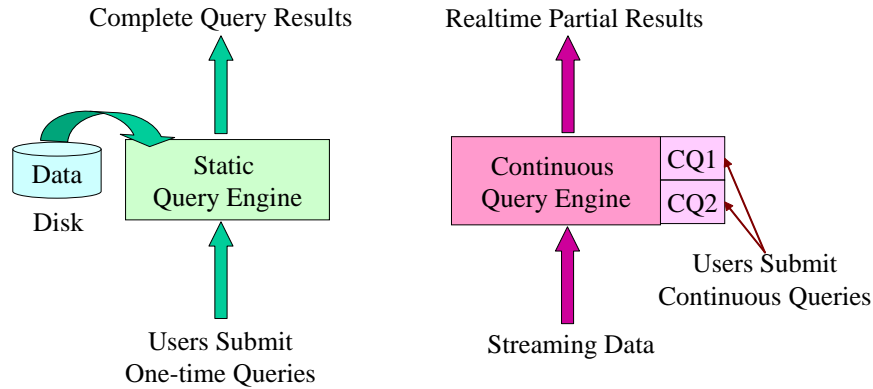 Complete Query Results
Static
Query Engine
Data
Disk
Users Submit
One-time Queries
Realtime Partial Results
Continuous
Query Engine
CQ1
CQ2
Users Submit
Continuous Queries
Streaming Data